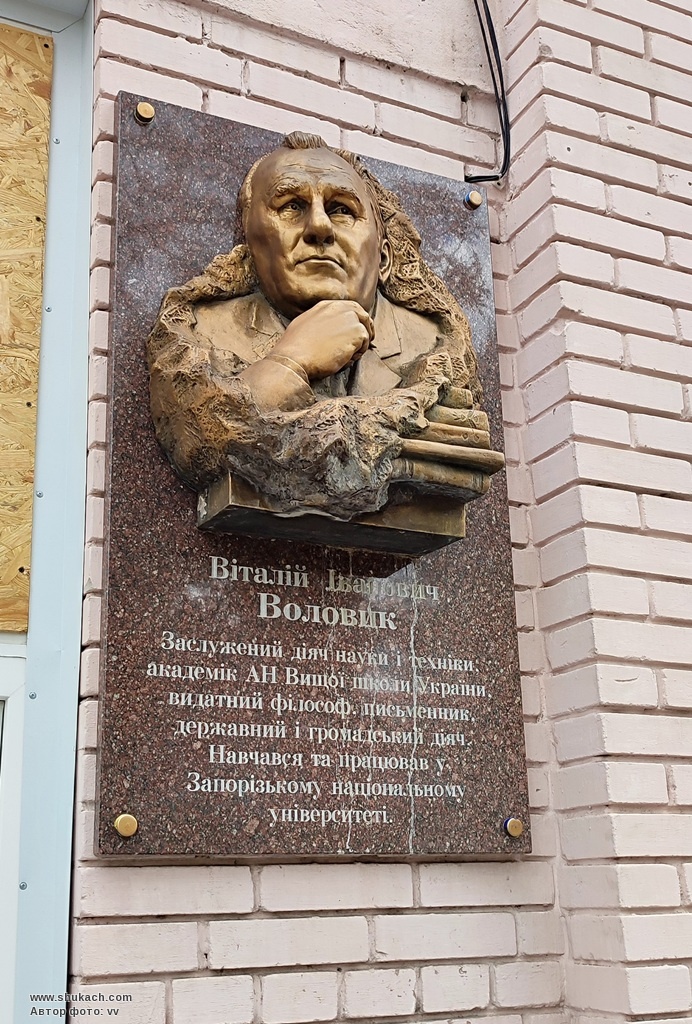 Віталій Іванович
Воловик
Заслужений діяч науки і техніки,
академік АН Вищої школи України,
видатний філософ, письменник,
державний і громадський діяч.
Навчався та працював у
Запорізькому національному
університеті.
www.shukach.com
Автор фото: vv